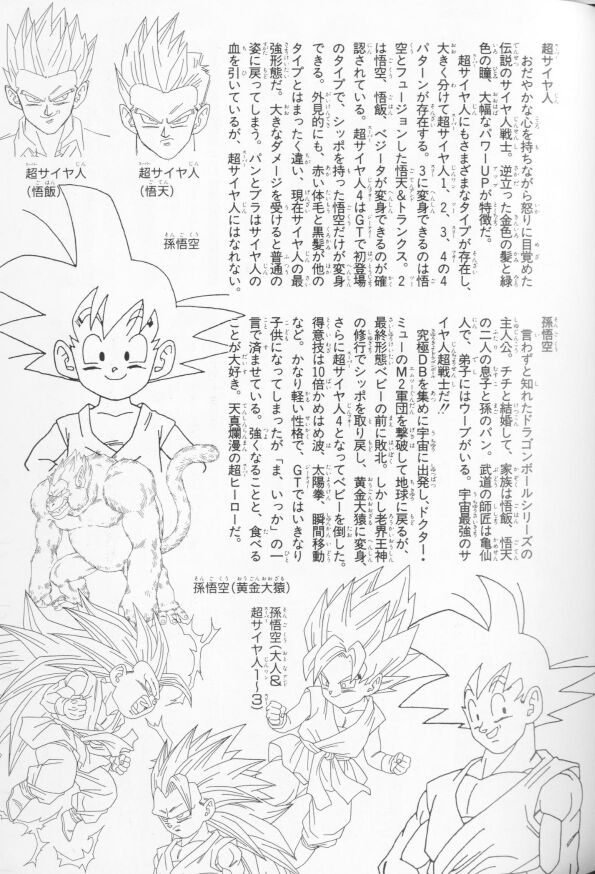 超サイヤ人
おだやかな心を持ちながら怒りに目覚めた
伝説のサイヤ人戦士。逆立った金色の髪と緑
色の瞳、大幅なパワーUPが特徴だ。
超サイヤ人にもさまざまなタイプが存在し、
大きく分けて超サイヤ人1、2、3、4の4
パターンが存在する。3に変身できるのは悟
空とフュージョンした悟天&トランクス。2
は悟空、悟飯、ベジータが変身できるのが確
認されている。超サイヤ人4はGTで初登場
のタイプで、シッポを持った悟空だけが変身
できる。外見的にも、赤い体毛と黒髪が他の
タイプとはまったく違い、現在サイヤ人の最
強形態だ。大きなダメージを受けると普通の
姿に戻ってしまう。パンとブラはサイヤ人の
血を引いているが、超サイヤ人にはなれない。
超サイヤ人
(悟天)
超サイヤ人
(悟飯)
孫悟空
孫悟空
言わずと知れたドラゴンボールシリーズの
主人公。チチと結婚して、家族は悟飯、悟天
の二人の息子と孫のパン。武道の師匠は亀仙
人で、弟子にはウーブがいる。宇宙最強のサ
イヤ人超戦士だ!!
究極DBを集めに宇宙に出発し、ドクター・
ミューのM2軍団を撃破して地球に戻るが、
最終形態ベビーの前に敗北。しかし老界王神
の修行でシッポを取り戻し、黄金大猿に変身、
さらに超サイヤ人4となってベビーを倒した。
得意技は10倍かめはめ波、太陽拳、瞬間移動
など。かなり軽い性格で、GTではいきなり
子供になってしまったが「ま、いっか」の一
言で済ませている。強くなることと、食べる
ことが大好き。天真爛漫の超ヒーローだ。
孫悟空(黄金大猿)
孫悟空(大人&
超サイヤ人1~3)